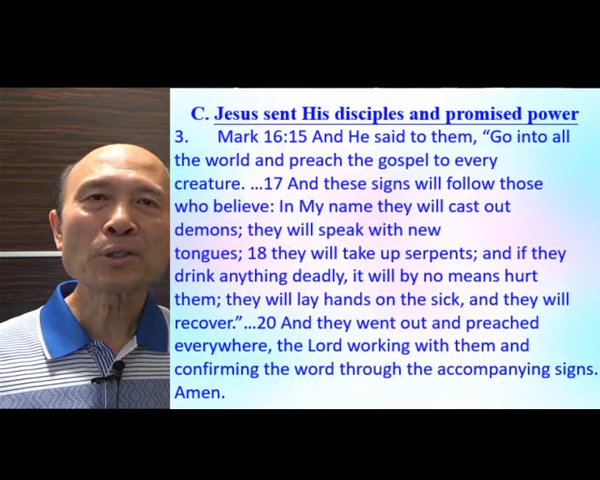 C. Jesus sent His disciples and promised power
3. Mark 16:15 And He said to them, “Go into all
the world and preach the gospel to every
creature. …17 And these signs will follow those
who believe: In My name they will cast out
demons; they will speak with new
tongues; 18 they will take up serpents; and if they
drink anything deadly, it will by no means hurt
them; they will lay hands on the sick, and they will
recover.”…20 And they went out and preached
everywhere, the Lord working with them and
confirming the word through the accompanying signs.
Amen.